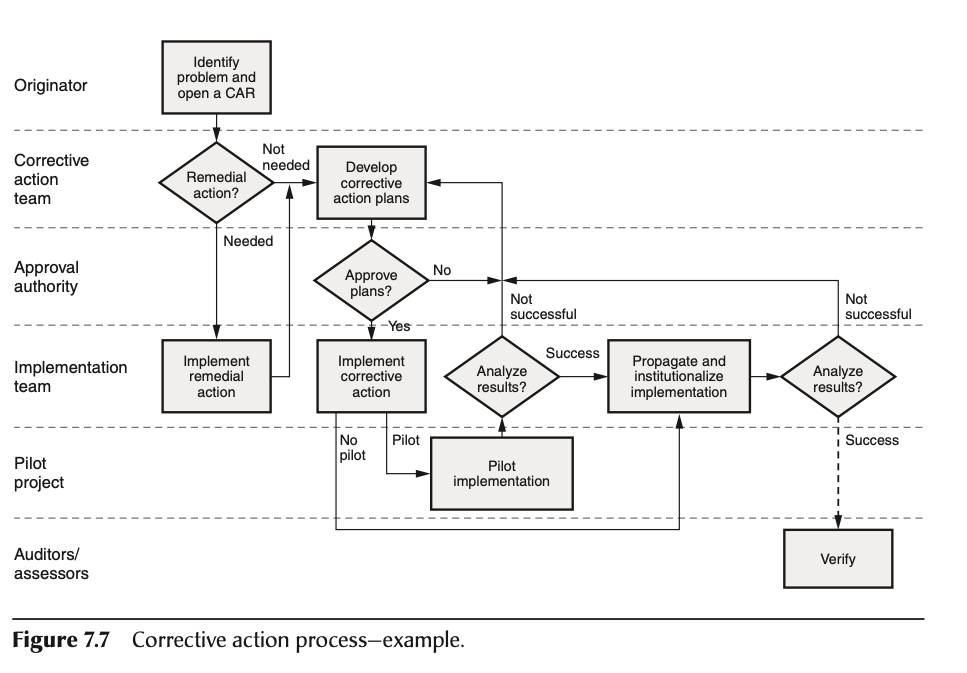 Originator
Identify
problem and
open a CAR
Corrective
action
team
Remedial
action?
Not
needed
Develop
corrective
action plans
Needed
Approval
authority
Approve
plans?
No
Not
successful
Not
successful
Yes
Implementation
team
Implement
remedial
action
Implement
corrective
action
Analyze
results?
Success
Propagate and
institutionalize
implementation
Analyze
results?
No
pilot
Pilot
Success
Pilot
project
Pilot
implementation
Auditors/
assessors
Verify
Figure 7.7 Corrective action process—example.